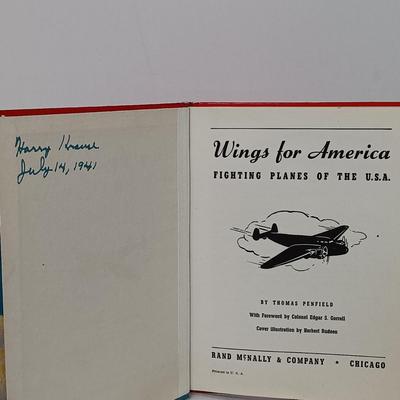 Harry Krause
July 14, 1941
Wings for America
FIGHTING PLANES OF THE U.S.A.
BY THOMAS PENFIELD
With Foreword by Colonel Edgar S. Gorrell
Cover Illustration by Herbert Rudeen
RAND MCNALLY & COMPANY • CHICAGO
Printed in U. S. A.